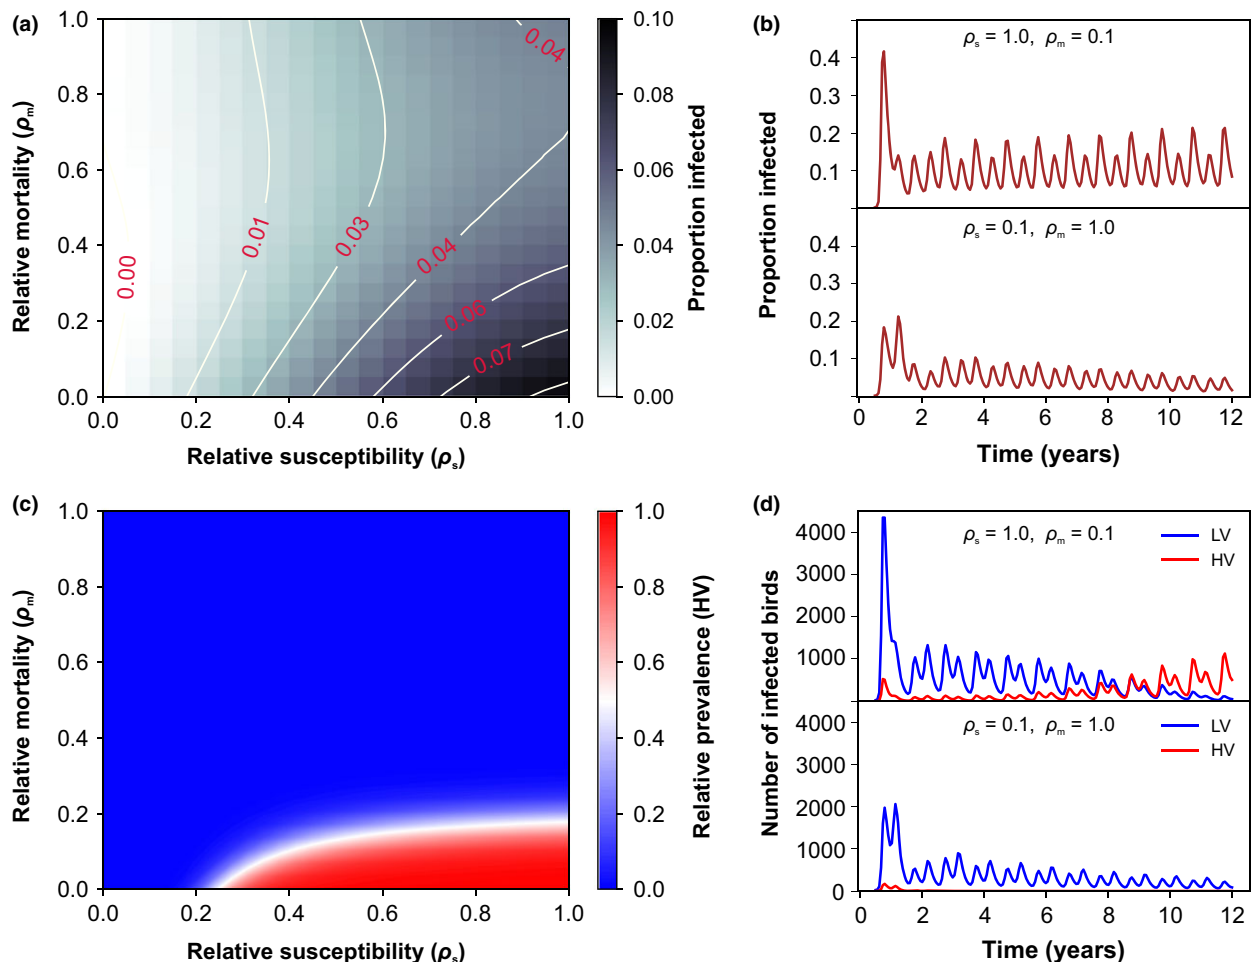 (a)
1.0
0.8
0.6
0.4
0.2
0.0
Relative mortality (ρm)
0.00
0.01
0.03
0.04
0.04
0.06
0.07
0.0 0.2 0.4 0.6 0.8 1.0
Relative susceptibility (ρs)
0.10
0.08
0.06
0.04
0.02
0.00
Proportion infected
(b)
ρs = 1.0, ρm = 0.1
0.4
0.3
0.2
0.1
Proportion infected
ρs = 0.1, ρm = 1.0
0.4
0.3
0.2
0.1
0 2 4 6 8 10 12
Time (years)
(c)
1.0
0.8
0.6
0.4
0.2
0.0
Relative mortality (ρm)
0.0 0.2 0.4 0.6 0.8 1.0
Relative susceptibility (ρs)
1.0
0.8
0.6
0.4
0.2
0.0
Relative prevalence (HV)
(d)
ρs = 1.0, ρm = 0.1
LV
HV
4000
3000
2000
1000
Number of infected birds
ρs = 0.1, ρm = 1.0
LV
HV
4000
3000
2000
1000
0
0 2 4 6 8 10 12
Time (years)